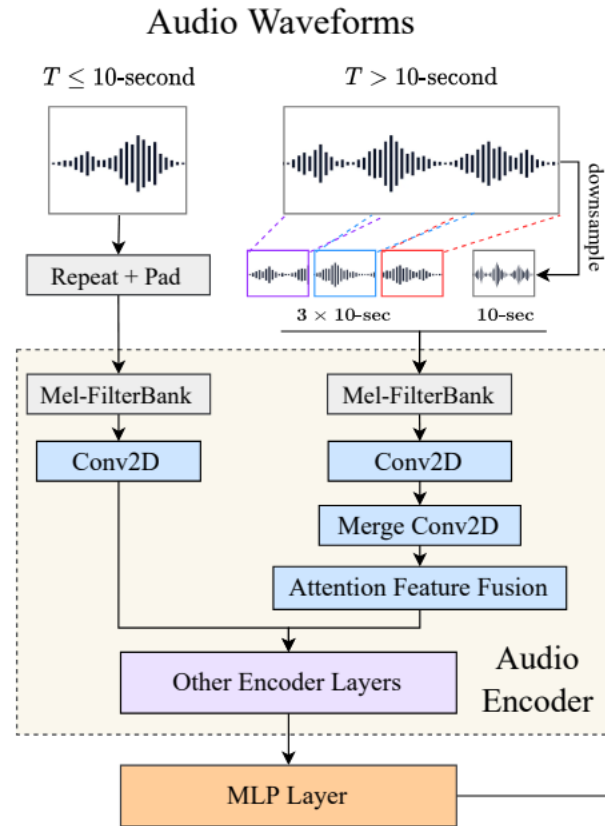 Audio Waveforms
T ≤ 10-second
T > 10-second
downsample
Repeat + Pad
3 × 10-sec
10-sec
Mel-FilterBank
Mel-FilterBank
Conv2D
Conv2D
Merge Conv2D
Attention Feature Fusion
Other Encoder Layers
Audio
Encoder
MLP Layer